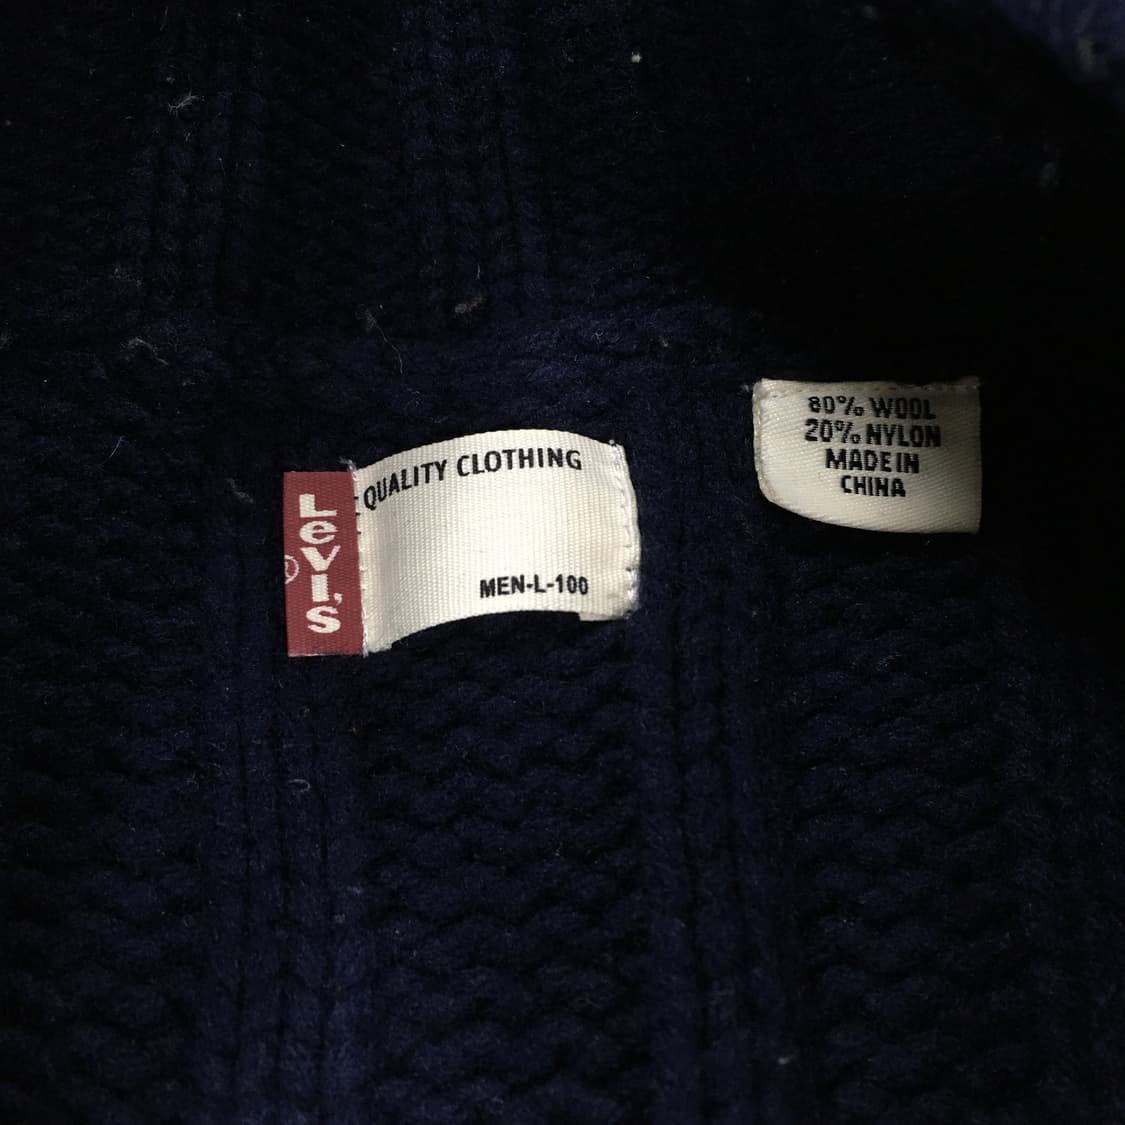 Levi's
®
QUALITY CLOTHING
MEN-L-100
80% WOOL
20% NYLON
MADE IN
CHINA